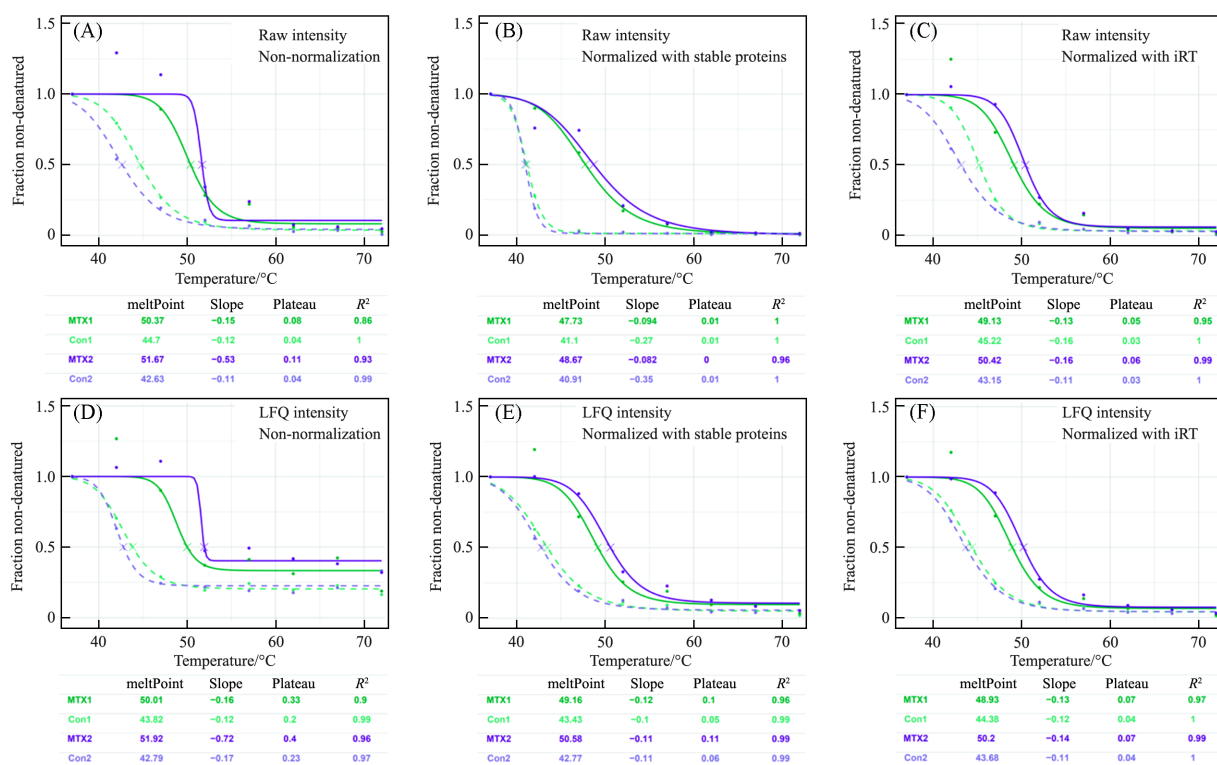 (A)
Raw intensity
Non-normalization
1.5
1.0
0.5
0
Fraction non-denatured
40 50 60 70
Temperature/°C
meltPoint Slope Plateau R²
MTX1 50.37 −0.15 0.08 0.86
Con1 44.7 −0.12 0.04 1
MTX2 51.67 −0.53 0.11 0.93
Con2 42.63 −0.11 0.04 0.99
(B)
Raw intensity
Normalized with stable proteins
1.5
1.0
0.5
0
Fraction non-denatured
40 50 60 70
Temperature/°C
meltPoint Slope Plateau R²
MTX1 47.73 −0.094 0.01 1
Con1 41.1 −0.27 0.01 1
MTX2 48.67 −0.082 0 0.96
Con2 40.91 −0.35 0.01 1
(C)
Raw intensity
Normalized with iRT
1.5
1.0
0.5
0
Fraction non-denatured
40 50 60 70
Temperature/°C
meltPoint Slope Plateau R²
MTX1 49.13 −0.13 0.05 0.95
Con1 45.22 −0.16 0.03 1
MTX2 50.42 −0.16 0.06 0.99
Con2 43.15 −0.11 0.03 1
(D)
LFQ intensity
Non-normalization
1.5
1.0
0.5
0
Fraction non-denatured
40 50 60 70
Temperature/°C
meltPoint Slope Plateau R²
MTX1 50.01 −0.16 0.33 0.9
Con1 43.82 −0.12 0.2 0.99
MTX2 51.92 −0.72 0.4 0.96
Con2 42.79 −0.17 0.23 0.97
(E)
LFQ intensity
Normalized with stable proteins
1.5
1.0
0.5
0
Fraction non-denatured
40 50 60 70
Temperature/°C
meltPoint Slope Plateau R²
MTX1 49.16 −0.12 0.1 0.96
Con1 43.43 −0.1 0.05 0.99
MTX2 50.58 −0.11 0.11 0.99
Con2 42.77 −0.11 0.06 0.99
(F)
LFQ intensity
Normalized with iRT
1.5
1.0
0.5
0
Fraction non-denatured
40 50 60 70
Temperature/°C
meltPoint Slope Plateau R²
MTX1 48.93 −0.13 0.07 0.97
Con1 44.38 −0.12 0.04 1
MTX2 50.2 −0.14 0.07 0.99
Con2 43.68 −0.11 0.04 1